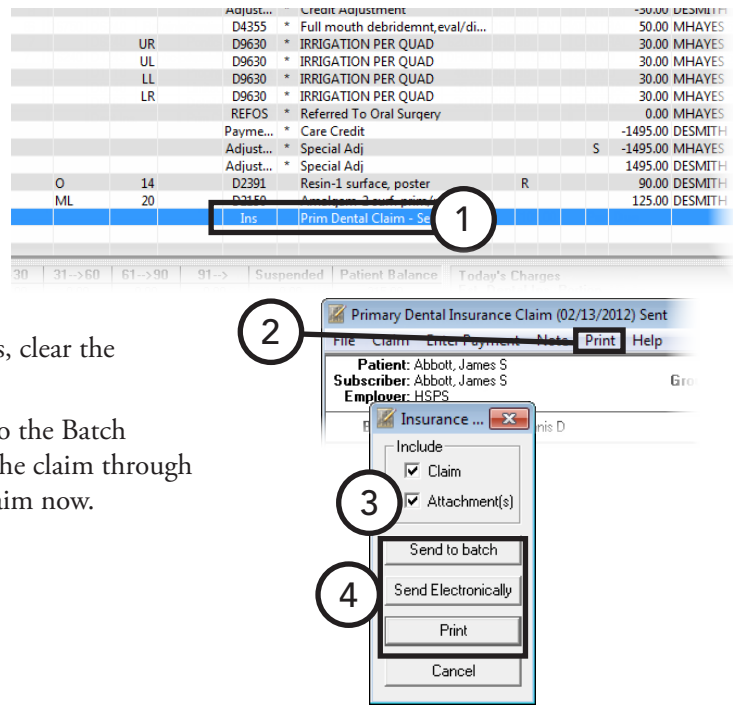 Adjust... * Credit Adjustment -50.00 DESMITH
D4355 * Full mouth debridemnt,eval/di... 50.00 MHAYES
UR D9630 * IRRIGATION PER QUAD 30.00 MHAYES
UL D9630 * IRRIGATION PER QUAD 30.00 MHAYES
LL D9630 * IRRIGATION PER QUAD 30.00 MHAYES
LR D9630 * IRRIGATION PER QUAD 30.00 MHAYES
REFOS * Referred To Oral Surgery 0.00 MHAYES
Payme... * Care Credit -1495.00 DESMITH
Adjust... * Special Adj S -1495.00 MHAYES
Adjust... * Special Adj 1495.00 DESMITH
O 14 D2391 Resin-1 surface, poster R 90.00 DESMITH
ML 20 D2150 Amalgam-2 surf. prim/ 125.00 DESMITH
Ins Prim Dental Claim - Se
1
30 31-->60 61-->90 91--> Suspended Patient Balance Today's Charges
Primary Dental Insurance Claim (02/13/2012) Sent
2
File Claim Enter Payment Note Print Help
s, clear the
Patient: Abbott, James S
Subscriber: Abbott, James S Gro
Employer: HSPS
o the Batch
he claim through
aim now.
Insurance ...
nis D
Include
Claim
3
Attachment(s)
Send to batch
4
Send Electronically
Print
Cancel